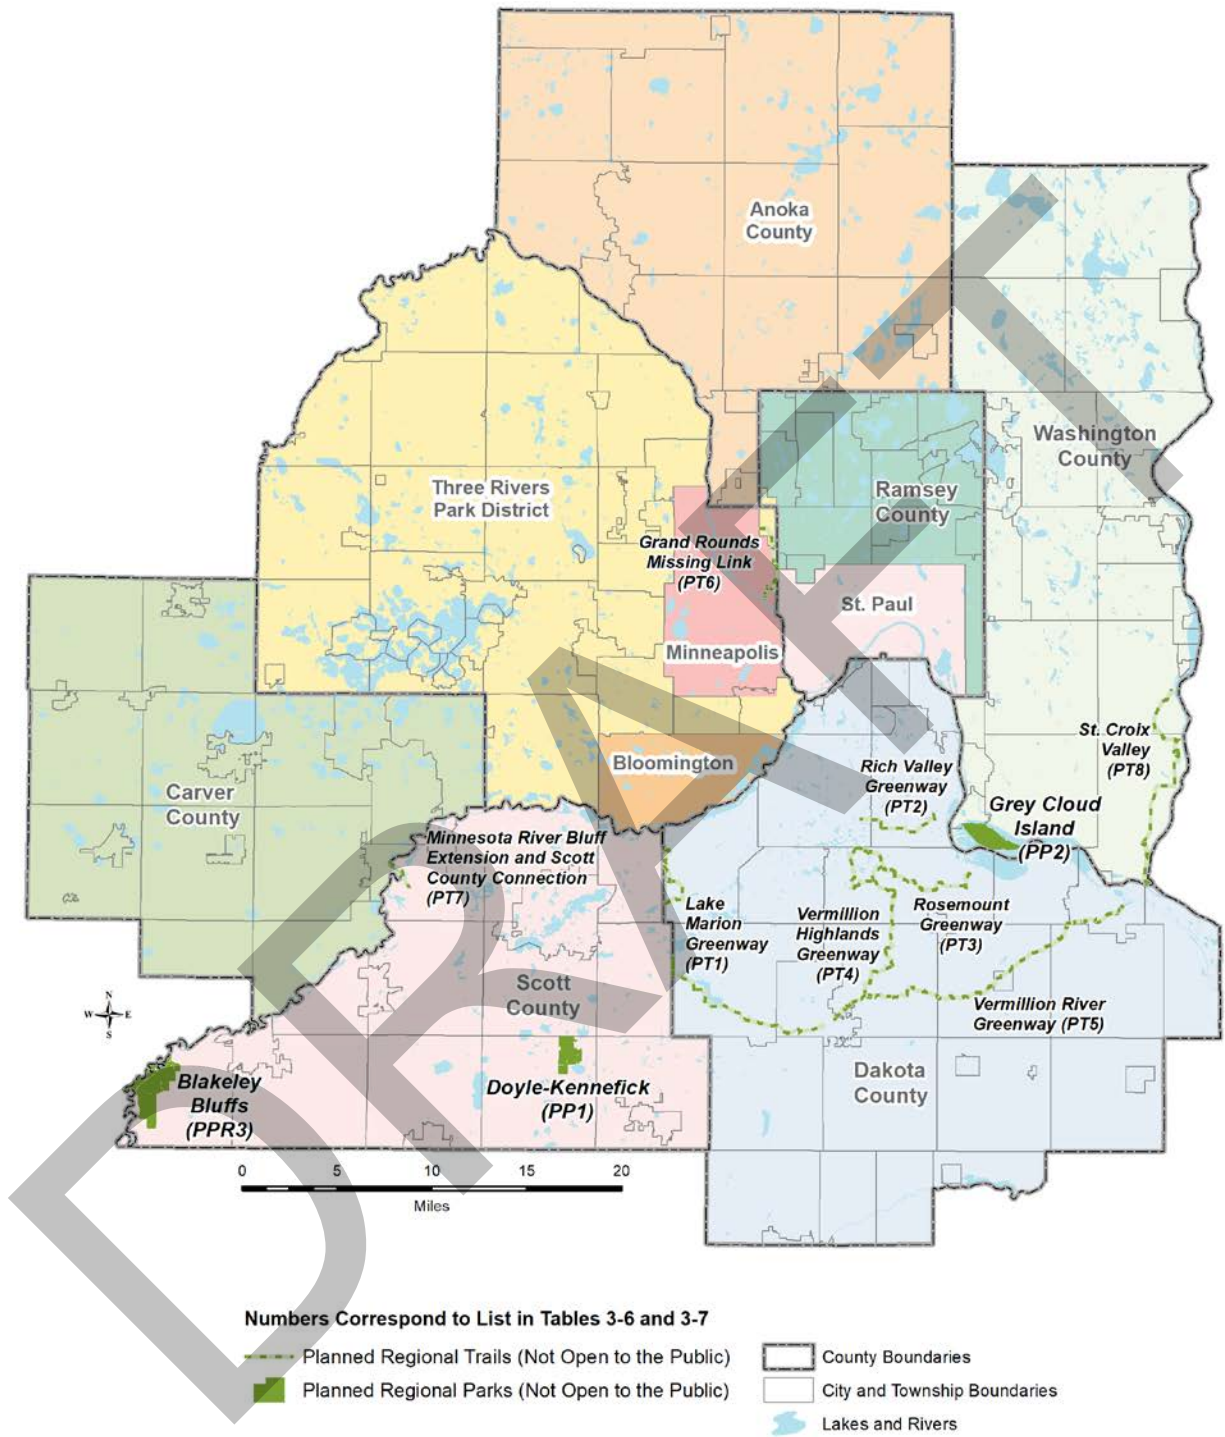 Anoka
County
Washington
County
Three Rivers
Park District
Ramsey
County
Grand Rounds
Missing Link
(PT6)
St. Paul
Minneapolis
St. Croix
Valley
(PT8)
Bloomington
Rich Valley
Greenway
(PT2)
Carver
County
Grey Cloud
Island
(PP2)
Minnesota River Bluff
Extension and Scott
County Connection
(PT7)
Lake
Marion
Greenway
(PT1)
Vermillion
Highlands
Greenway
(PT4)
Rosemount
Greenway
(PT3)
Scott
County
Vermillion River
Greenway (PT5)
N
W E
S
Blakeley
Bluffs
(PPR3)
Doyle-Kennefick
(PP1)
Dakota
County
0 5 10 15 20
Miles
DRAFT
Numbers Correspond to List in Tables 3-6 and 3-7
Planned Regional Trails (Not Open to the Public)
Planned Regional Parks (Not Open to the Public)
County Boundaries
City and Township Boundaries
Lakes and Rivers